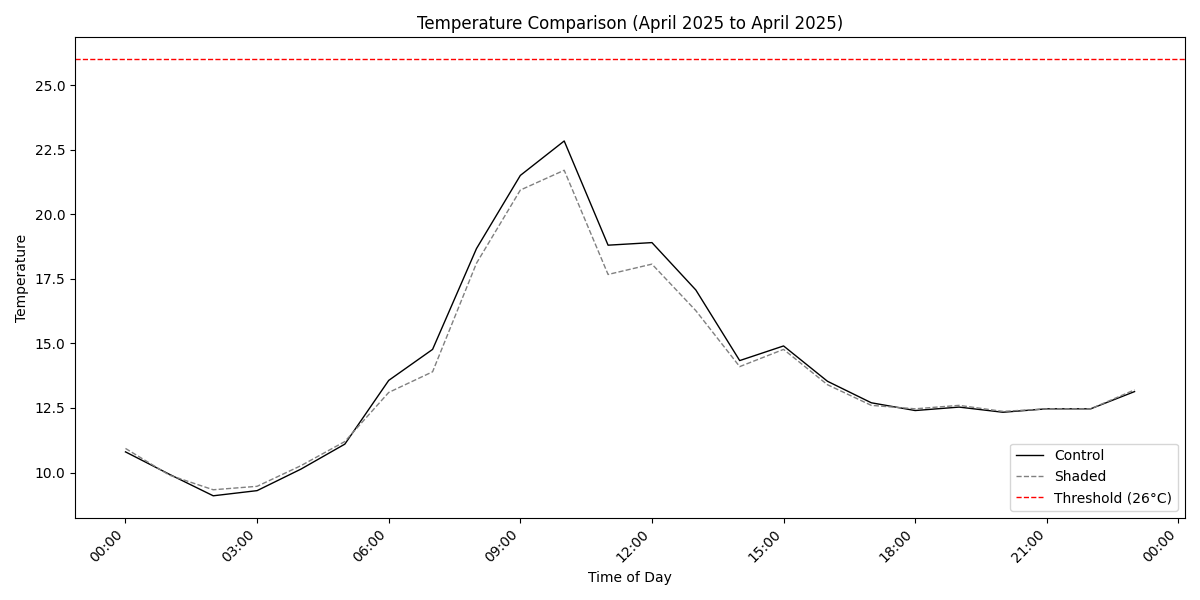 Temperature Comparison (April 2025 to April 2025)
25.0
22.5
20.0
17.5
15.0
12.5
10.0
Temperature
Control
Shaded
Threshold (26°C)
00:00
03:00
06:00
09:00
12:00
15:00
18:00
21:00
00:00
Time of Day